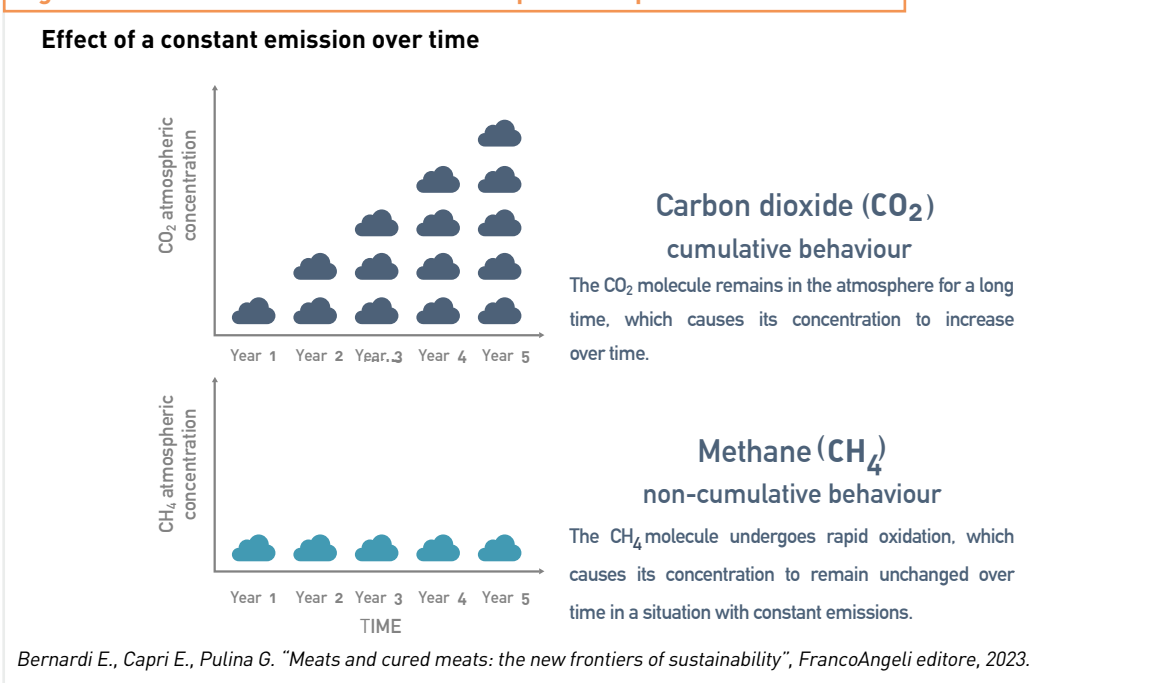 Effect of a constant emission over time
CO₂ atmospheric
concentration
Year 1 Year 2 Year 3 Year 4 Year 5
Carbon dioxide (CO₂)
cumulative behaviour
The CO₂ molecule remains in the atmosphere for a long
time, which causes its concentration to increase
over time.
CH₄ atmospheric
concentration
Year 1 Year 2 Year 3 Year 4 Year 5
TIME
Methane (CH₄)
non-cumulative behaviour
The CH₄ molecule undergoes rapid oxidation, which
causes its concentration to remain unchanged over
time in a situation with constant emissions.
Bernardi E., Capri E., Pulina G. “Meats and cured meats: the new frontiers of sustainability”, FrancoAngeli editore, 2023.